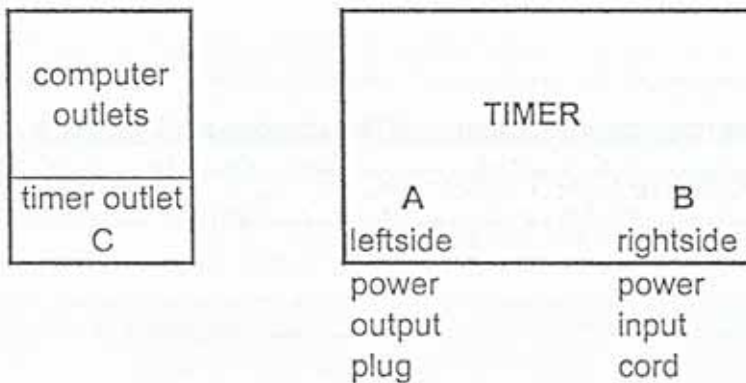 computer
outlets
timer outlet
C
TIMER
A
leftside
power
output
plug
B
rightside
power
input
cord